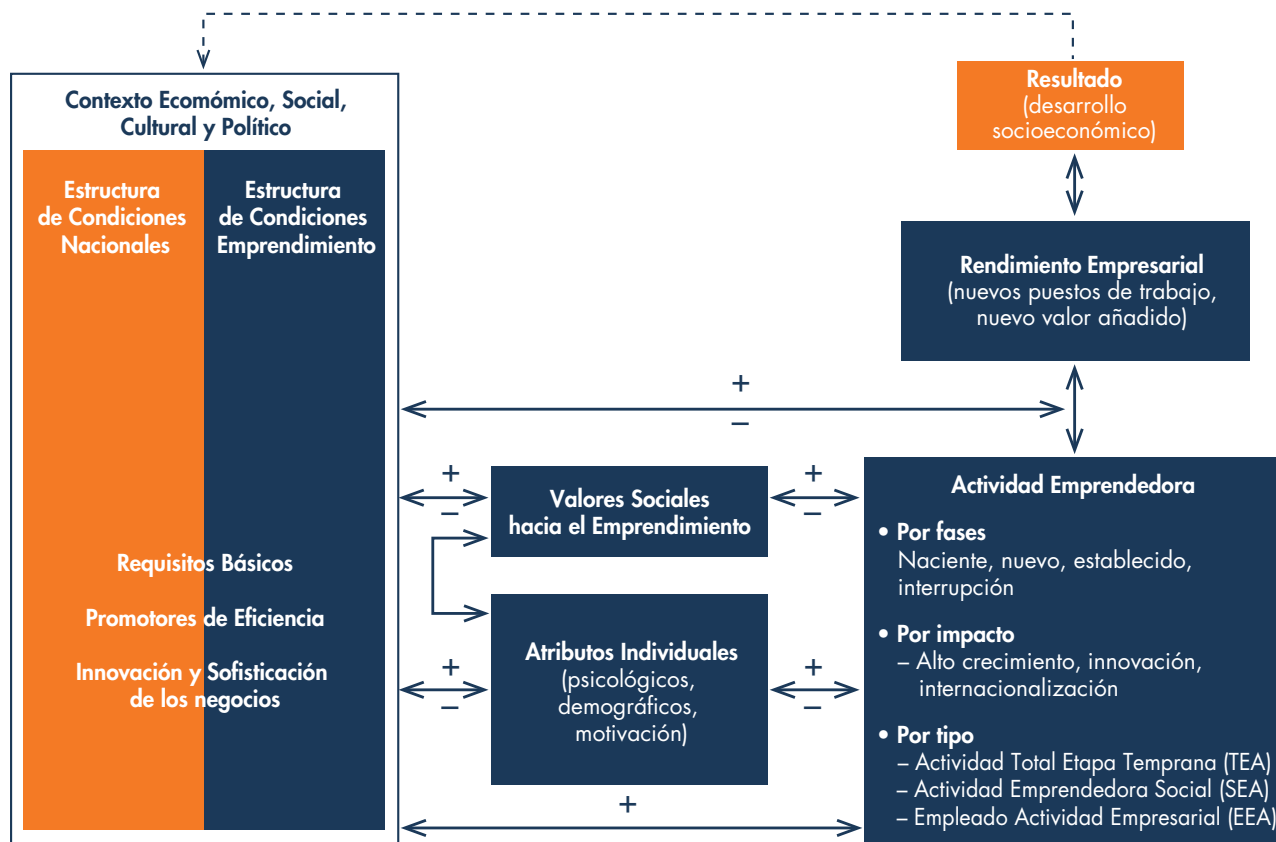 Contexto Económico, Social,
Cultural y Político
Estructura
de Condiciones
Nacionales
Estructura
de Condiciones
Emprendimiento
Requisitos Básicos
Promotores de Eficiencia
Innovación y Sofisticación
de los negocios
Resultado
(desarrollo
socioeconómico)
Rendimiento Empresarial
(nuevos puestos de trabajo,
nuevo valor añadido)
+
–
+
–
Valores Sociales
hacia el Emprendimiento
+
–
+
–
Atributos Individuales
(psicológicos,
demográficos,
motivación)
+
–
+
Actividad Emprendedora
• Por fases
Naciente, nuevo, establecido,
interrupción
• Por impacto
– Alto crecimiento, innovación,
internacionalización
• Por tipo
– Actividad Total Etapa Temprana (TEA)
– Actividad Emprendedora Social (SEA)
– Empleado Actividad Empresarial (EEA)